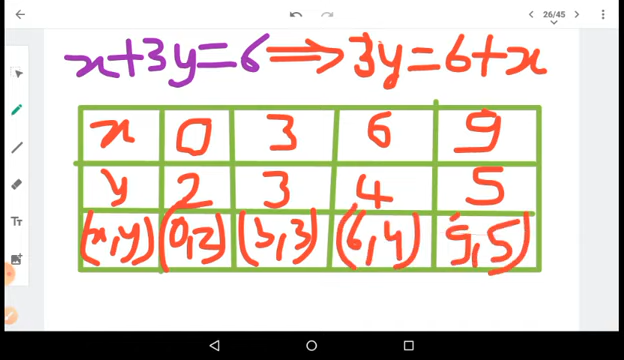 26/45
x+3y=6⟹3y=6+x
x 0 3 6 9
y 2 3 4 5
(x,y) (0,2) (3,3) (6,4) (9,5)
Tт